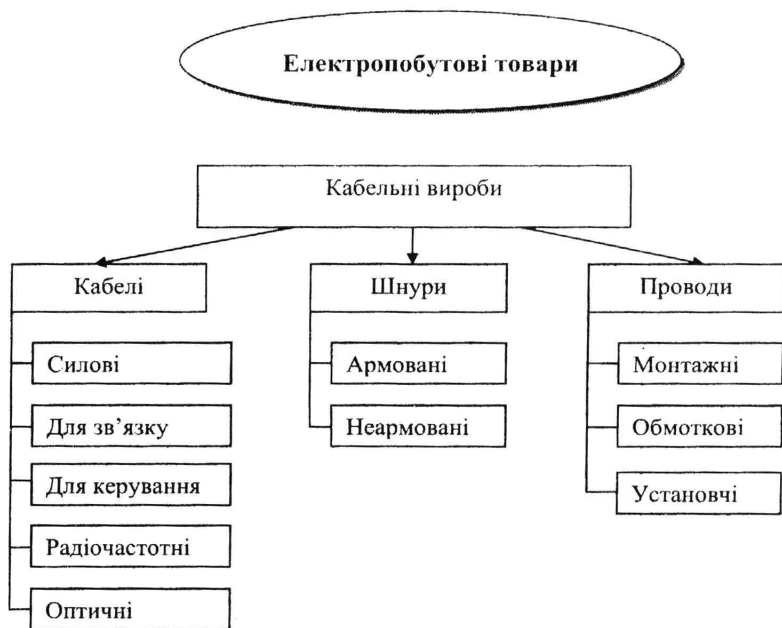 Електропобутові товари
Кабельні вироби
Кабелі
Силові
Для зв’язку
Для керування
Радіочастотні
Оптичні
Шнури
Армовані
Неармовані
Проводи
Монтажні
Обмоткові
Установчі